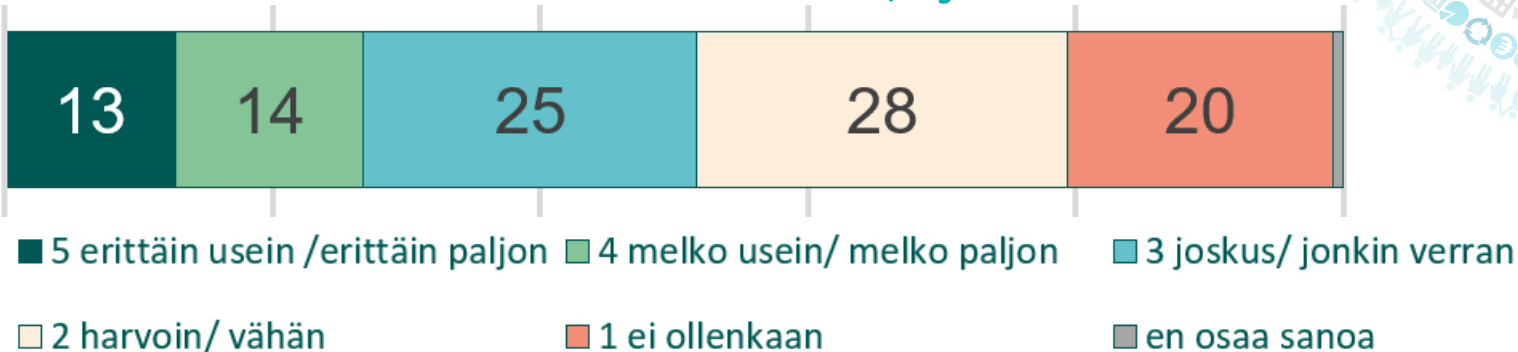 13 14 25 28 20
5 erittäin usein /erittäin paljon 4 melko usein/ melko paljon 3 joskus/ jonkin verran
2 harvoin/ vähän 1 ei ollenkaan en osaa sanoa